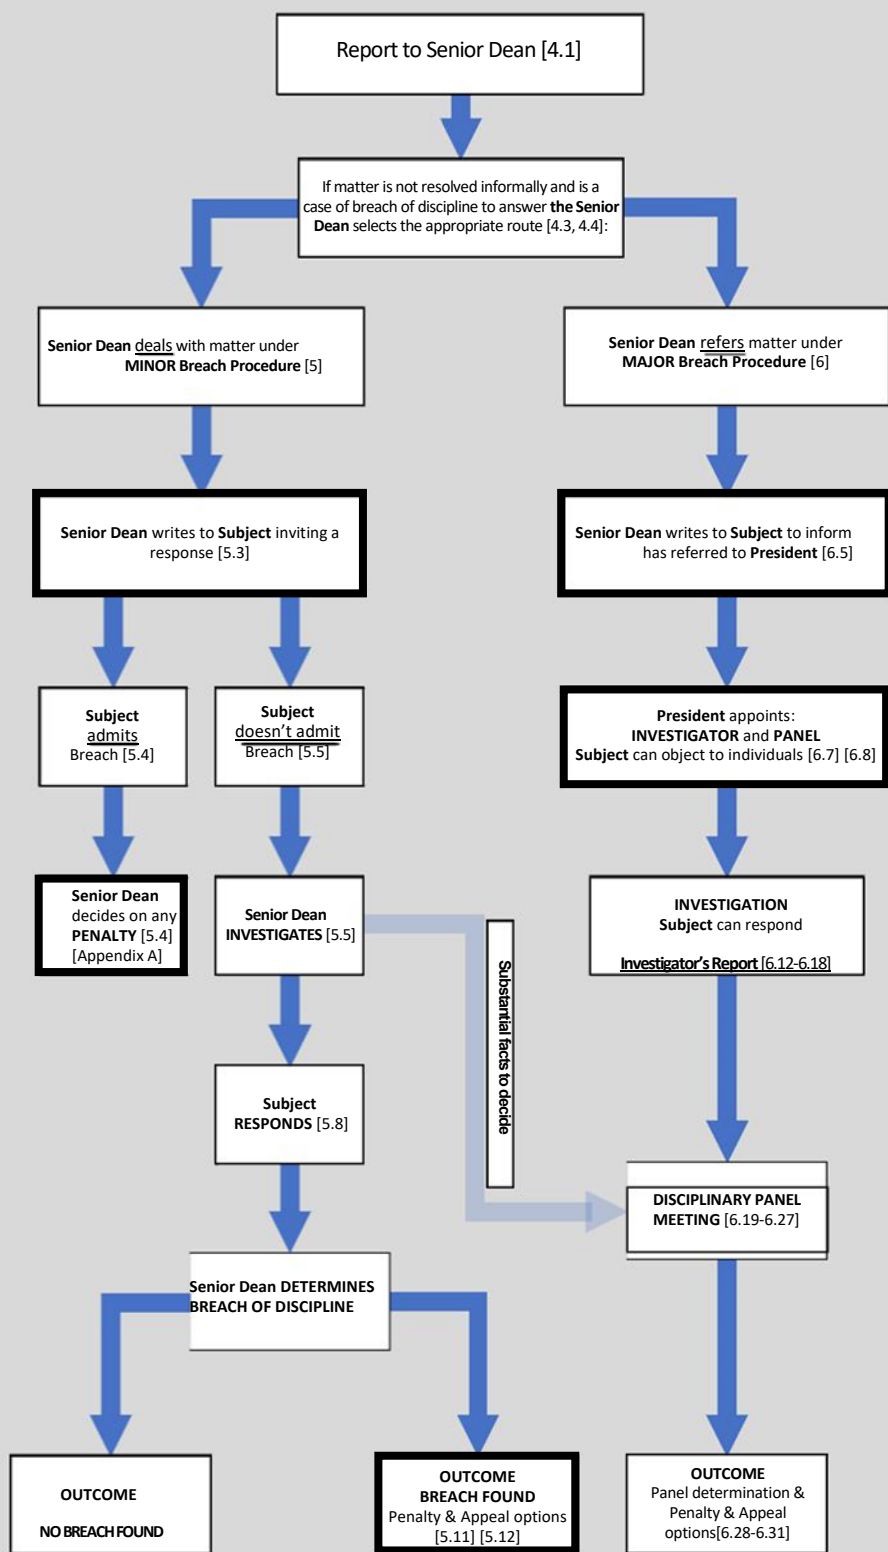 Report to Senior Dean [4.1]
If matter is not resolved informally and is a
case of breach of discipline to answer the Senior
Dean selects the appropriate route [4.3, 4.4]:
Senior Dean deals with matter under
MINOR Breach Procedure [5]
Senior Dean refers matter under
MAJOR Breach Procedure [6]
Senior Dean writes to Subject inviting a
response [5.3]
Senior Dean writes to Subject to inform
has referred to President [6.5]
Subject
admits
Breach [5.4]
Subject
doesn’t admit
Breach [5.5]
President appoints:
INVESTIGATOR and PANEL
Subject can object to individuals [6.7] [6.8]
Senior Dean
decides on any
PENALTY [5.4]
[Appendix A]
Senior Dean
INVESTIGATES [5.5]
Substantial facts to decide
INVESTIGATION
Subject can respond
Investigator’s Report [6.12-6.18]
Subject
RESPONDS [5.8]
DISCIPLINARY PANEL
MEETING [6.19-6.27]
Senior Dean DETERMINES
BREACH OF DISCIPLINE
OUTCOME
NO BREACH FOUND
OUTCOME
BREACH FOUND
Penalty & Appeal options
[5.11] [5.12]
OUTCOME
Panel determination &
Penalty & Appeal
options[6.28-6.31]